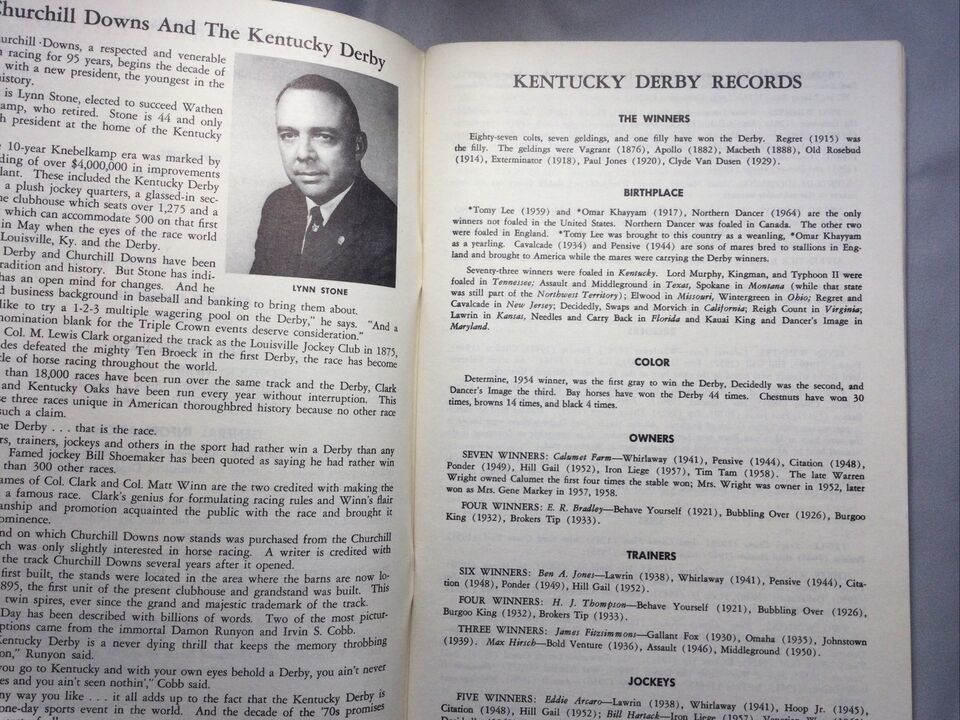 Churchill Downs And The Kentucky Derby
urchill Downs, a respected and venerable
racing for 95 years, begins the decade of
with a new president, the youngest in the
history.
is Lynn Stone, elected to succeed Wathen
amp, who retired. Stone is 44 and only
h president at the home of the Kentucky
10-year Knebelkamp era was marked by
ding of over $4,000,000 in improvements
lant. These included the Kentucky Derby
a plush jockey quarters, a glassed-in sec-
e clubhouse which seats over 1,275 and a
which can accommodate 500 on that first
in May when the eyes of the race world
Louisville, Ky. and the Derby.
Derby and Churchill Downs have been
tradition and history. But Stone has indi-
has an open mind for changes. And he
d business background in baseball and banking to bring them about.
like to try a 1-2-3 multiple wagering pool on the Derby," he says. "And a
nomination blank for the Triple Crown events deserve consideration."
Col. M. Lewis Clark organized the track as the Louisville Jockey Club in 1875,
des defeated the mighty Ten Broeck in the first Derby, the race has become
cle of horse racing throughout the world.
than 18,000 races have been run over the same track and the Derby, Clark
and Kentucky Oaks have been run every year without interruption. This
se three races unique in American thoroughbred history because no other race
such a claim.
he Derby . . . that is the race.
rs, trainers, jockeys and others in the sport had rather win a Derby than any
Famed jockey Bill Shoemaker has been quoted as saying he had rather win
than 300 other races.
ames of Col. Clark and Col. Matt Winn are the two credited with making the
a famous race. Clark's genius for formulating racing rules and Winn's flair
anship and promotion acquainted the public with the race and brought it
ominence.
nd on which Churchill Downs now stands was purchased from the Churchill
ch was only slightly interested in horse racing. A writer is credited with
the track Churchill Downs several years after it opened.
first built, the stands were located in the area where the barns are now lo-
895, the first unit of the present clubhouse and grandstand was built. This
twin spires, ever since the grand and majestic trademark of the track.
Day has been described with billions of words. Two of the most pictur-
ptions came from the immortal Damon Runyon and Irvin S. Cobb.
Kentucky Derby is a never dying thrill that keeps the memory throbbing
on," Runyon said.
you go to Kentucky and with your own eyes behold a Derby, you ain't never
es and you ain't seen nothin'," Cobb said.
ny way you like . . . it all adds up to the fact that the Kentucky Derby is
one-day sports event in the world. And the decade of the '70s promises
LYNN STONE
KENTUCKY DERBY RECORDS
THE WINNERS
Eighty-seven colts, seven geldings, and one filly have won the Derby. Regret (1915) was
the filly. The geldings were Vagrant (1876), Apollo (1882), Macbeth (1888), Old Rosebud
(1914), Exterminator (1918), Paul Jones (1920), Clyde Van Dusen (1929).
BIRTHPLACE
*Tomy Lee (1959) and *Omar Khayyam (1917), Northern Dancer (1964) are the only
winners not foaled in the United States. Northern Dancer was foaled in Canada. The other two
were foaled in England. *Tomy Lee was brought to this country as a weanling, *Omar Khayyam
as a yearling. Cavalcade (1934) and Pensive (1944) are sons of mares bred to stallions in Eng-
land and brought to America while the mares were carrying the Derby winners.
Seventy-three winners were foaled in Kentucky. Lord Murphy, Kingman, and Typhoon II were
foaled in Tennessee; Assault and Middleground in Texas, Spokane in Montana (while that state
was still part of the Northwest Territory); Elwood in Missouri, Wintergreen in Ohio; Regret and
Cavalcade in New Jersey; Decidedly, Swaps and Morvich in California; Reigh Count in Virginia;
Lawrin in Kansas, Needles and Carry Back in Florida and Kauai King and Dancer's Image in
Maryland.
COLOR
Determine, 1954 winner, was the first gray to win the Derby, Decidedly was the second, and
Dancer's Image the third. Bay horses have won the Derby 44 times. Chestnuts have won 30
times, browns 14 times, and black 4 times.
OWNERS
SEVEN WINNERS: Calumet Farm—Whirlaway (1941), Pensive (1944), Citation (1948),
Ponder (1949), Hill Gail (1952), Iron Liege (1957), Tim Tam (1958). The late Warren
Wright owned Calumet the first four times the stable won; Mrs. Wright was owner in 1952, later
won as Mrs. Gene Markey in 1957, 1958.
FOUR WINNERS: E. R. Bradley—Behave Yourself (1921), Bubbling Over (1926), Burgoo
King (1932), Brokers Tip (1933).
TRAINERS
SIX WINNERS: Ben A. Jones—Lawrin (1938), Whirlaway (1941), Pensive (1944), Cita-
tion (1948), Ponder (1949), Hill Gail (1952).
FOUR WINNERS: H. J. Thompson—Behave Yourself (1921), Bubbling Over (1926),
Burgoo King (1932), Brokers Tip (1933).
THREE WINNERS: James Fitzsimmons—Gallant Fox (1930), Omaha (1935), Johnstown
(1939). Max Hirsch—Bold Venture (1936), Assault (1946), Middleground (1950).
JOCKEYS
FIVE WINNERS: Eddie Arcaro—Lawrin (1938), Whirlaway (1941), Hoop Jr. (1945),
Citation (1948), Hill Gail (1952); Bill Hartack—Iron Liege (1957), Venetian W